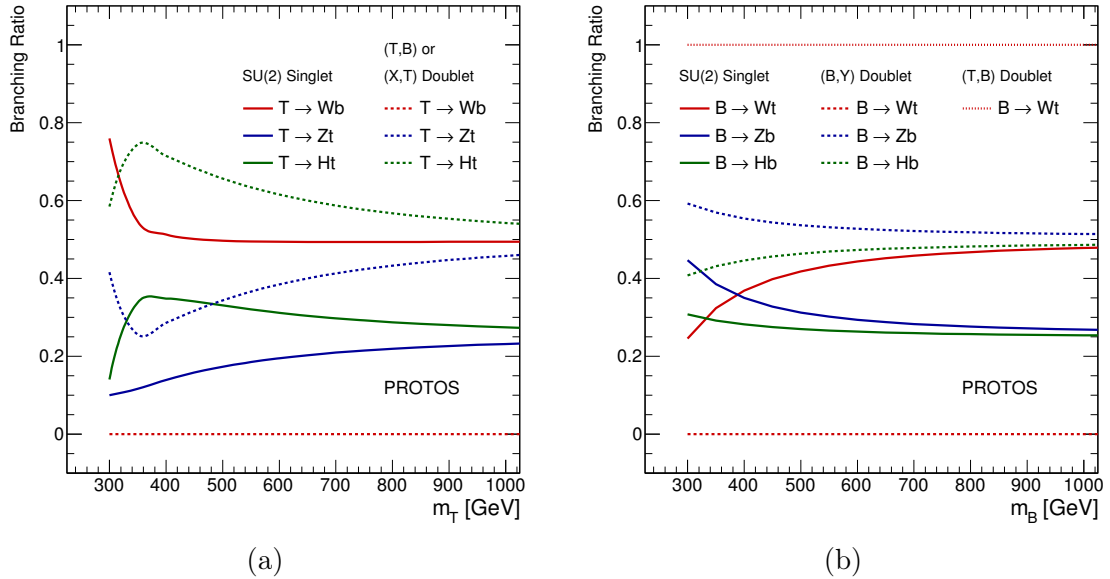 Branching Ratio
1
0.8
0.6
0.4
0.2
0
(T,B) or
SU(2) Singlet (X,T) Doublet
T → Wb T → Wb
T → Zt T → Zt
T → Ht T → Ht
PROTOS
300 400 500 600 700 800 900 1000
m_T [GeV]
(a)
Branching Ratio
1
0.8
0.6
0.4
0.2
0
SU(2) Singlet (B,Y) Doublet (T,B) Doublet
B → Wt B → Wt B → Wt
B → Zb B → Zb
B → Hb B → Hb
PROTOS
300 400 500 600 700 800 900 1000
m_B [GeV]
(b)